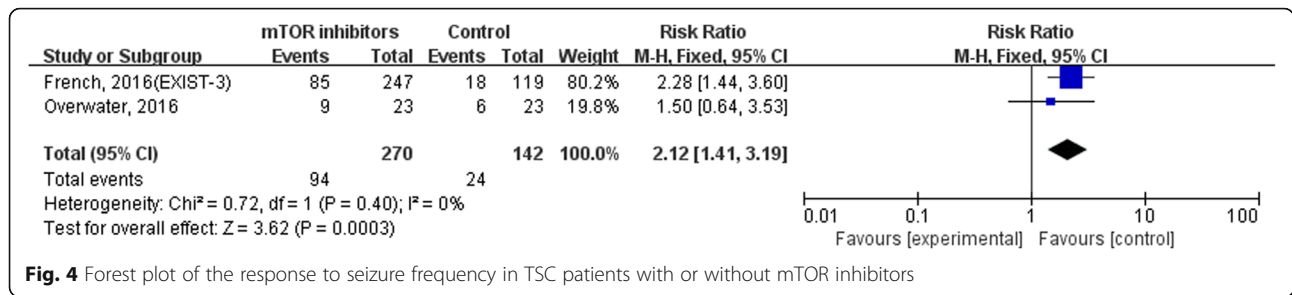 mTOR inhibitors Control Risk Ratio Risk Ratio
Study or Subgroup Events Total Events Total Weight M-H, Fixed, 95% CI M-H, Fixed, 95% CI
French, 2016(EXIST-3) 85 247 18 119 80.2% 2.28 [1.44, 3.60]
Overwater, 2016 9 23 6 23 19.8% 1.50 [0.64, 3.53]
Total (95% CI) 270 142 100.0% 2.12 [1.41, 3.19]
Total events 94 24
Heterogeneity: Chi² = 0.72, df = 1 (P = 0.40); I² = 0%
Test for overall effect: Z = 3.62 (P = 0.0003)
0.01 0.1 1 10 100
Favours [experimental] Favours [control]
Fig. 4 Forest plot of the response to seizure frequency in TSC patients with or without mTOR inhibitors